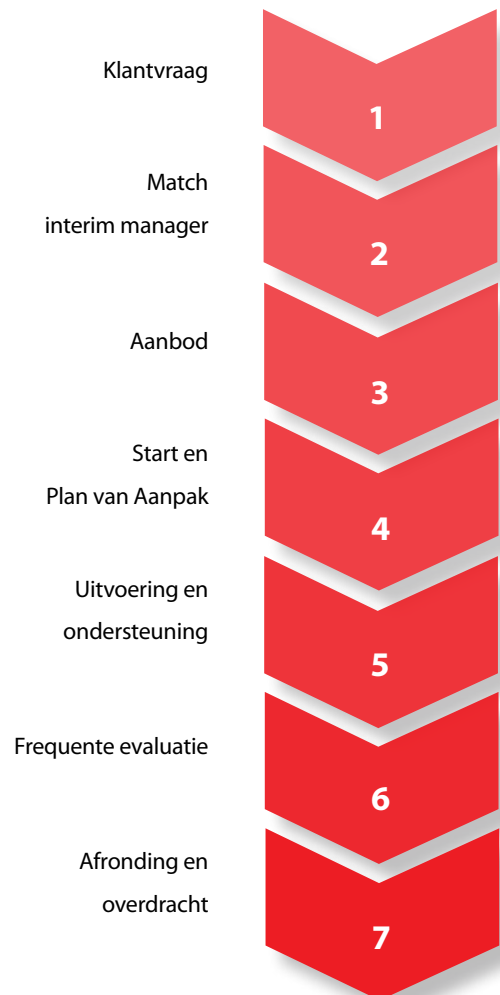 Klantvraag
1
Match
interim manager
2
Aanbod
3
Start en
Plan van Aanpak
4
Uitvoering en
ondersteuning
5
Frequente evaluatie
6
Afronding en
overdracht
7